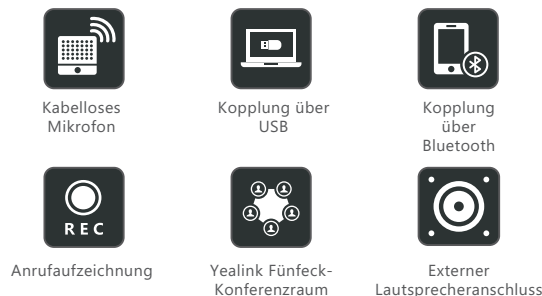 Kabelloses
Mikrofon
Kopplung über
USB
Kopplung
über
Bluetooth
REC
Anrufaufzeichnung
Yealink Fünfeck-
Konferenzraum
Externer
Lautsprecheranschluss